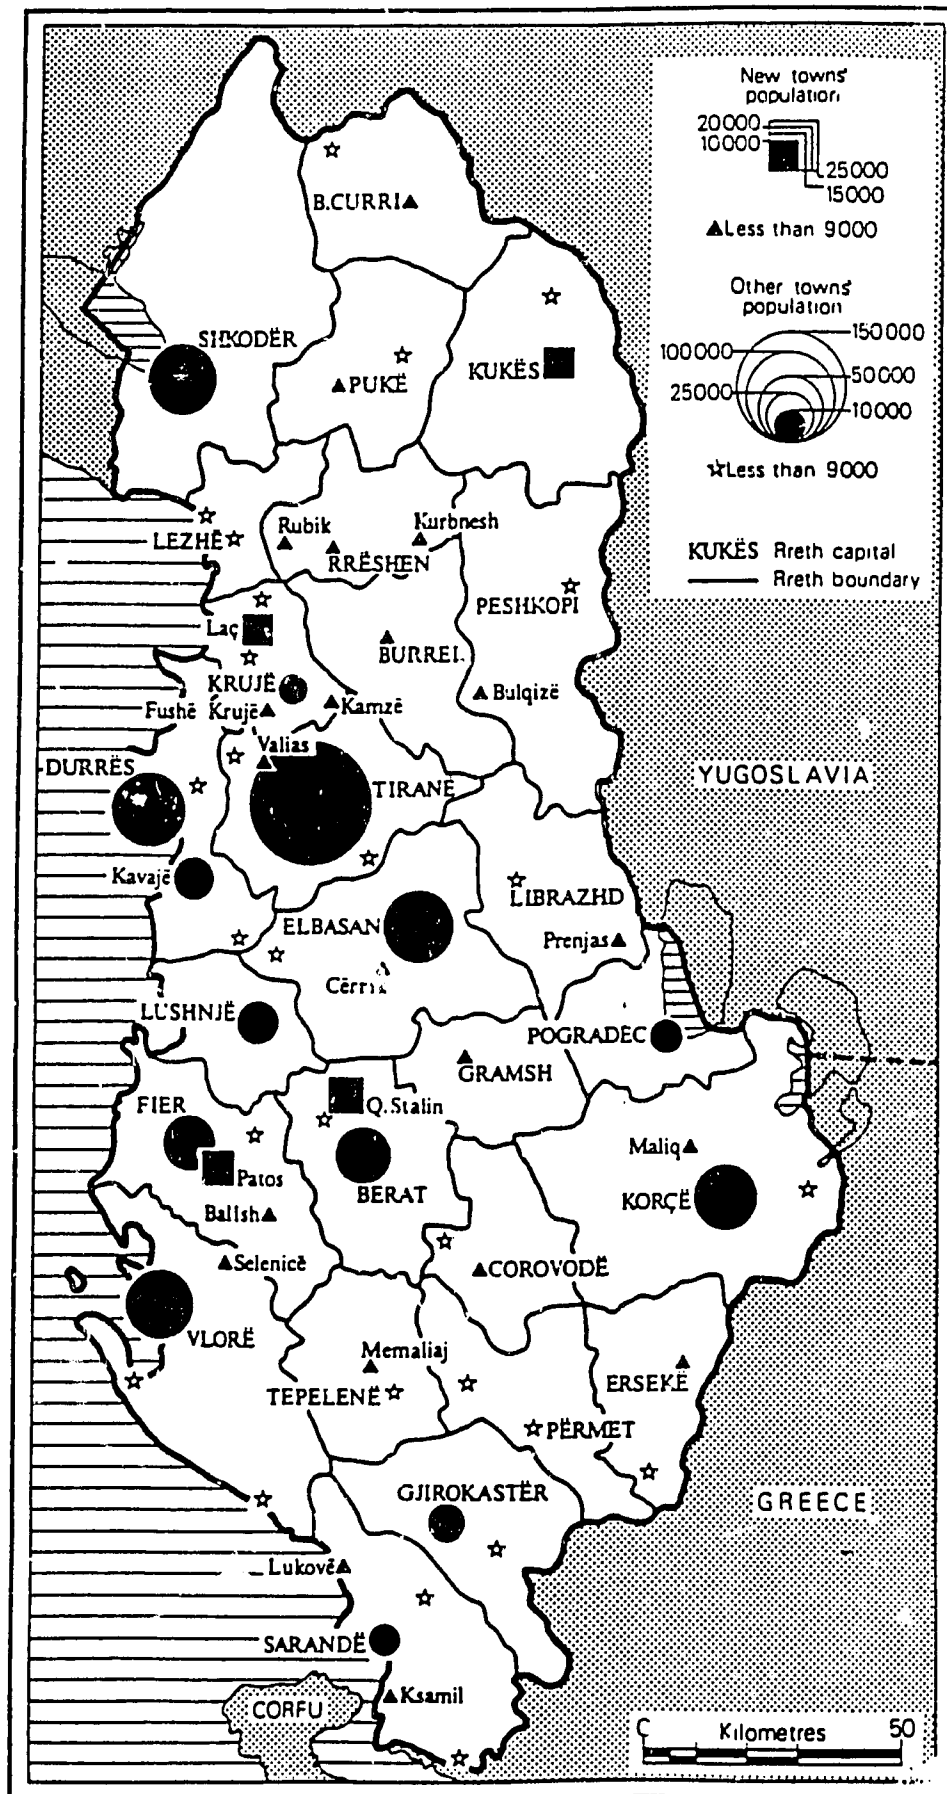 New towns'
population
20000
10000
25000
15000
Less than 9000
Other towns'
population
150000
100000
50000
25000
10000
Less than 9000
KUKËS Rreth capital
Rreth boundary
B.CURRI
SHKODËR
PUKË
KUKËS
Rubik
Kurbnesh
LEZHË
RRËSHEN
PESHKOPI
Laç
BURREL
KRUJË
Bulqizë
Fushë Krujë
Kamzë
Valias
DURRËS
TIRANË
YUGOSLAVIA
Kavajë
LIBRAZHD
ELBASAN
Prenjas
LUSHNJË
POGRADEC
GRAMSH
FIER
Q.Stalin
Maliq
Patos
BERAT
KORÇË
Ballsh
Selenicë
COROVODË
VLORË
Memaliaj
TEPELENË
ERSEKË
PËRMET
GJIROKASTËR
GREECE
Lukovë
SARANDË
Ksamil
CORFU
Kilometres
50